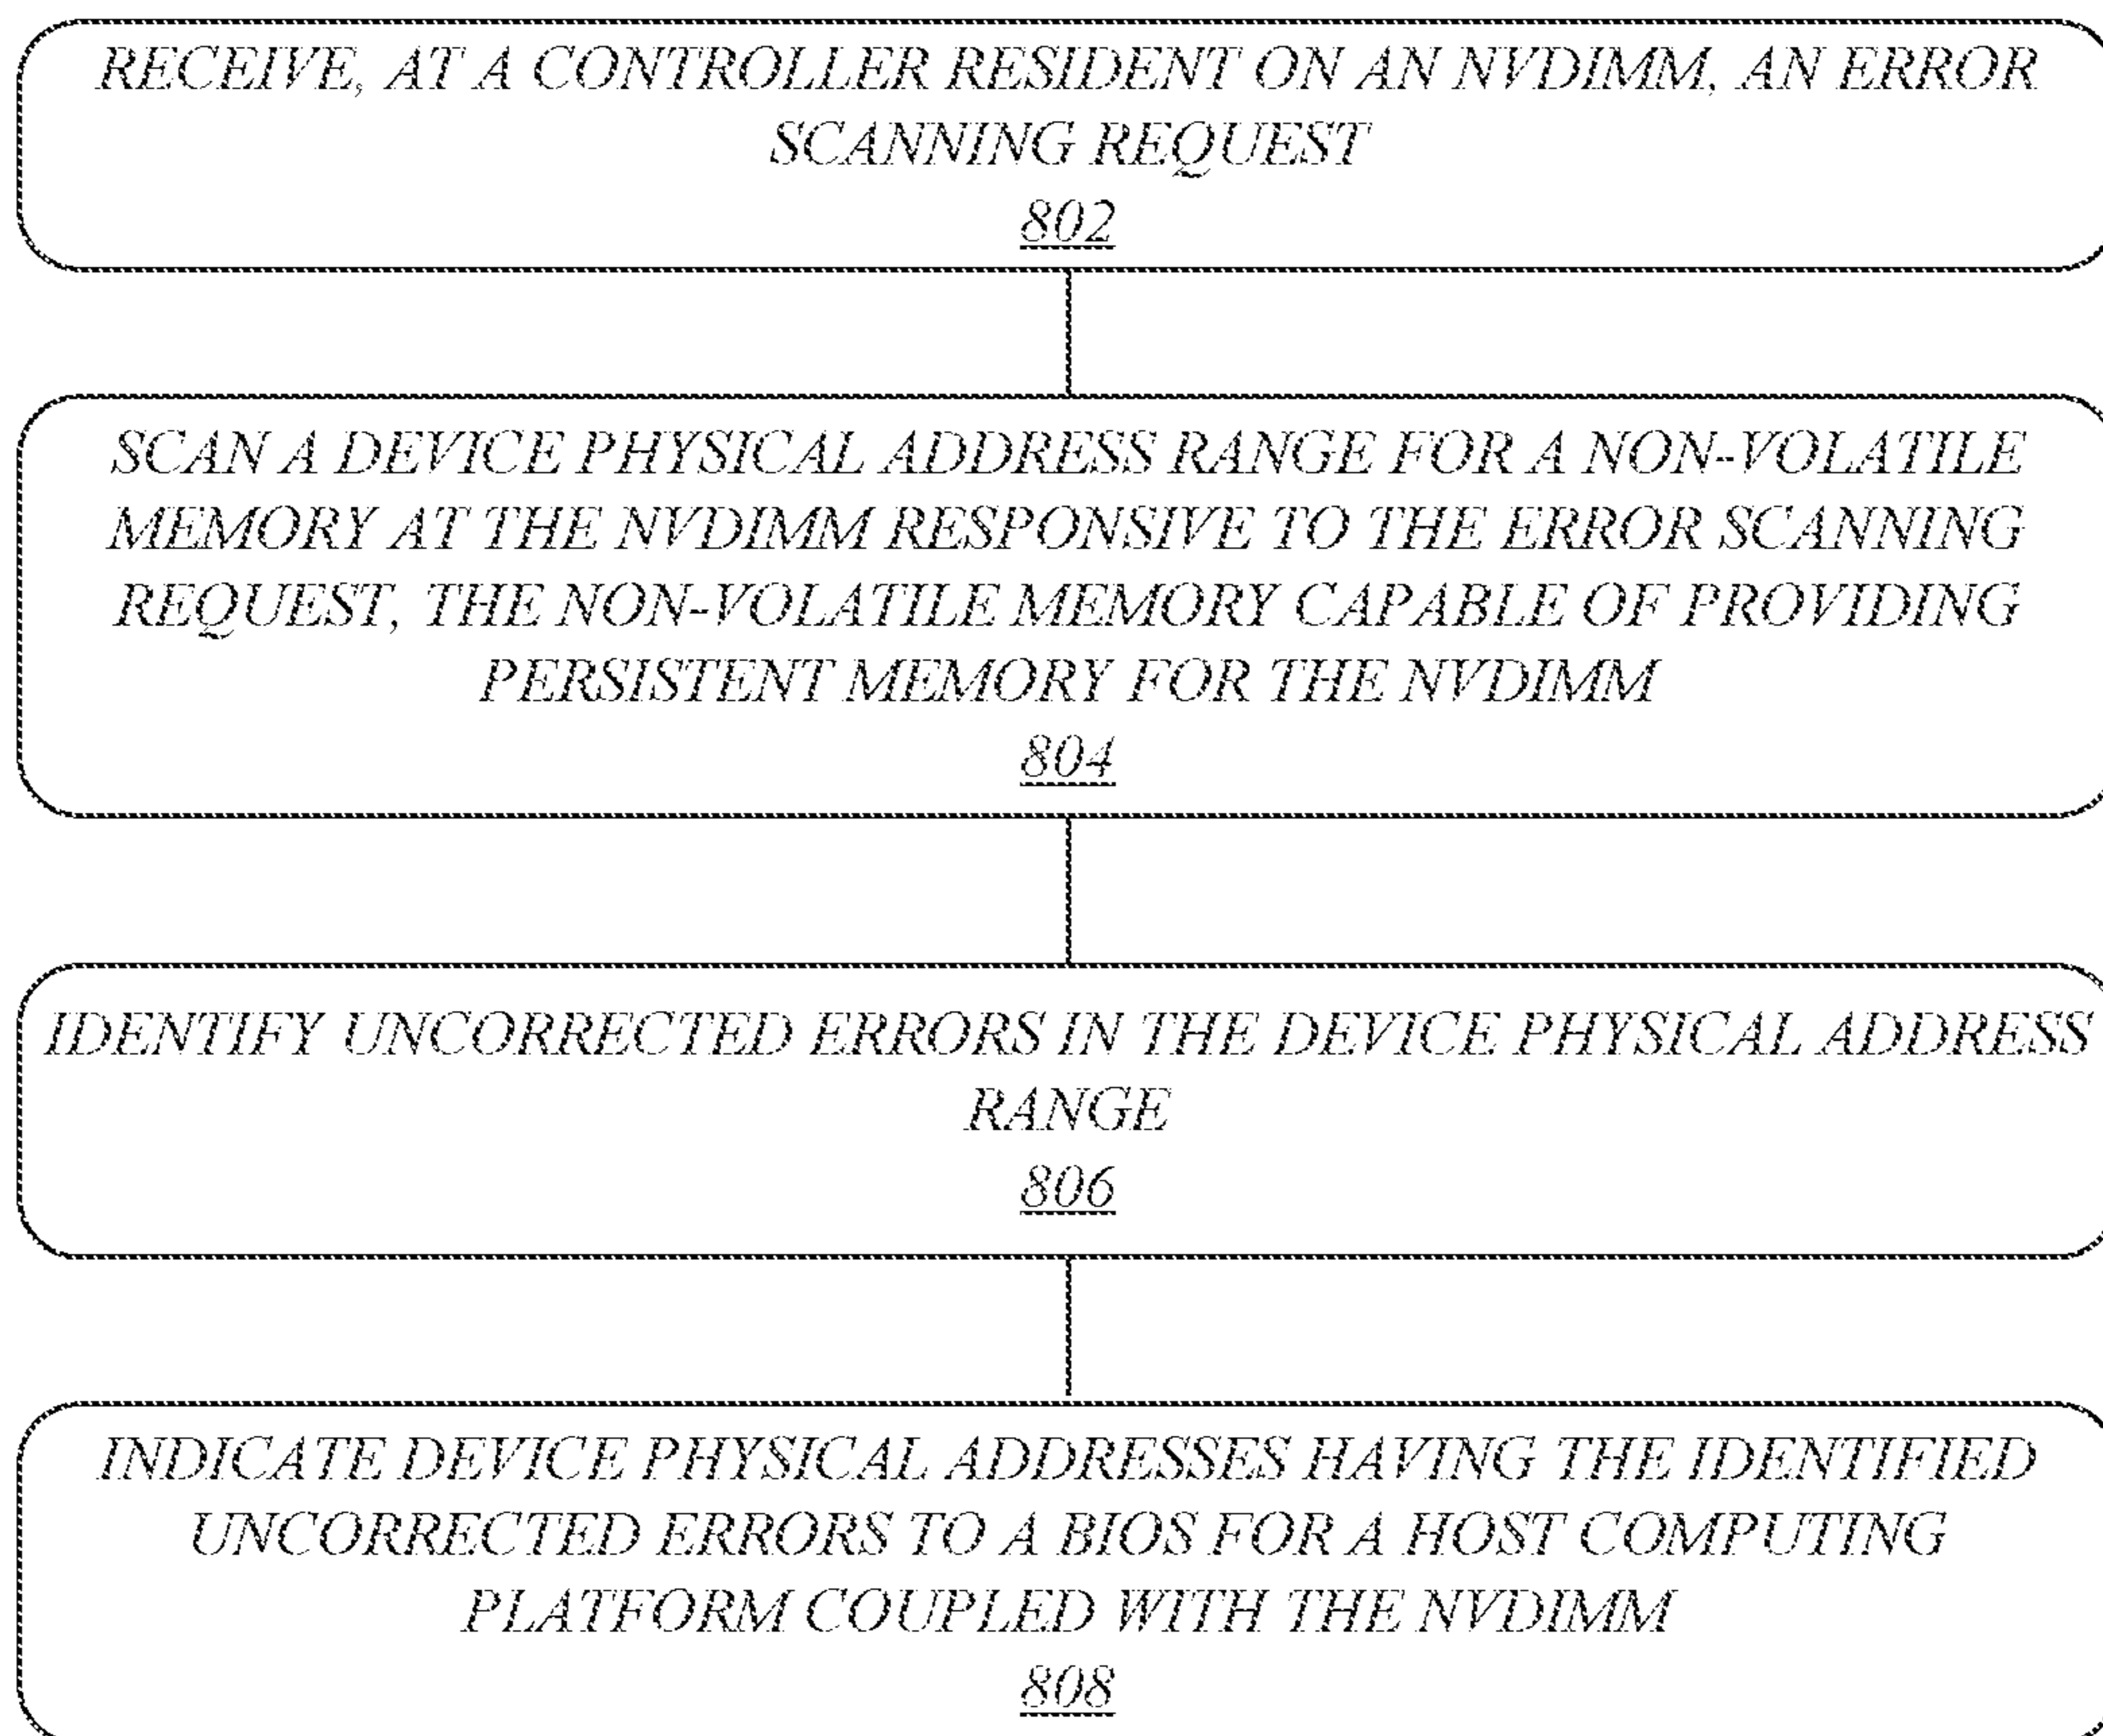 RECEIVE, AT A CONTROLLER RESIDENT ON AN NVDIMM, AN ERROR
SCANNING REQUEST
802
SCAN A DEVICE PHYSICAL ADDRESS RANGE FOR A NON-VOLATILE
MEMORY AT THE NVDIMM RESPONSIVE TO THE ERROR SCANNING
REQUEST, THE NON-VOLATILE MEMORY CAPABLE OF PROVIDING
PERSISTENT MEMORY FOR THE NVDIMM
804
IDENTIFY UNCORRECTED ERRORS IN THE DEVICE PHYSICAL ADDRESS
RANGE
806
INDICATE DEVICE PHYSICAL ADDRESSES HAVING THE IDENTIFIED
UNCORRECTED ERRORS TO A BIOS FOR A HOST COMPUTING
PLATFORM COUPLED WITH THE NVDIMM
808